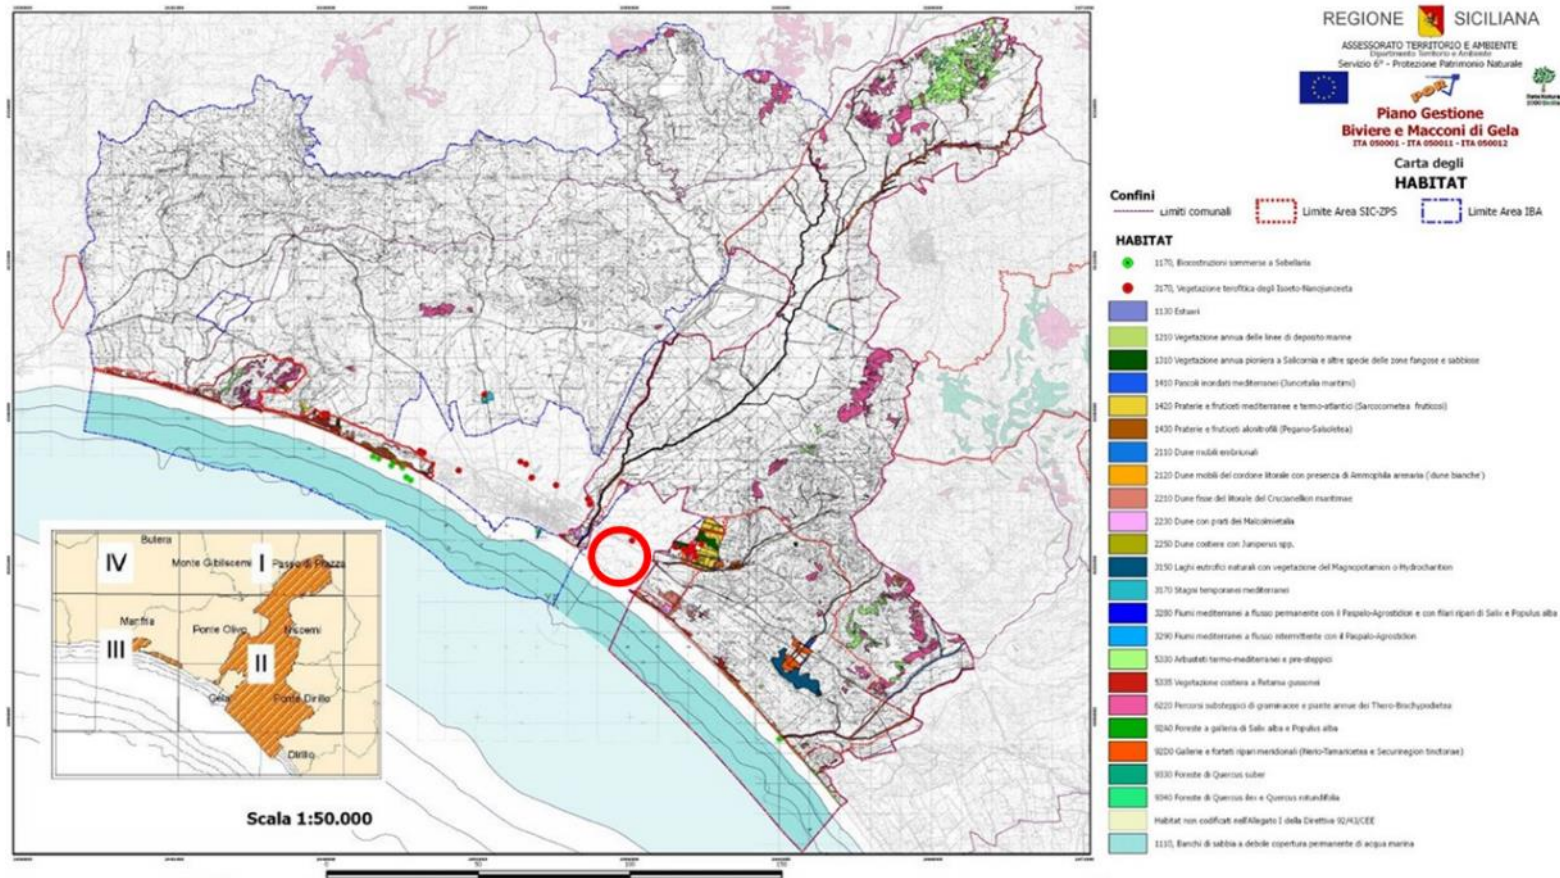 REGIONE SICILIANA
ASSESSORATO TERRITORIO E AMBIENTE
Dipartimento Territorio e Ambiente
Servizio 6° - Protezione Patrimonio Naturale
POR
Piano Gestione
Biviere e Macconi di Gela
ITA 050001 - ITA 050011 - ITA 050012
Carta degli
HABITAT
Confini
Limiti comunali
Limite Area SIC-ZPS
Limite Area IBA
HABITAT
1170, Biocostruzioni sommerse a Sabellaria
3170, Vegetazione terofitica degli Isoeto-Nanojuncetea
1130 Estuari
1210 Vegetazione annua delle linee di deposito marine
1310 Vegetazione annua pioniera a Salicornia e altre specie delle zone fangose e sabbiose
1410 Pascoli inondati mediterranei (Juncetalia maritimi)
1420 Praterie e fruticeti mediterranee e termo-atlantici (Sarcocornetea fruticosi)
1430 Praterie e fruticeti alonitrofili (Pegano-Salsoletea)
2110 Dune mobili embrionali
2120 Dune mobili del cordone litorale con presenza di Ammophila arenaria ('dune bianche')
2210 Dune fisse del litorale del Crucianellion maritimae
2230 Dune con prati dei Malcolmietalia
2250 Dune costiere con Juniperus spp.
3150 Laghi eutrofici naturali con vegetazione del Magnopotamion o Hydrocharition
3170 Stagni temporanei mediterranei
3280 Fiumi mediterranei a flusso permanente con il Paspalo-Agrostidion e con filari ripari di Salix e Populus alba
3290 Fiumi mediterranei a flusso intermittente con il Paspalo-Agrostidion
5330 Arbusteti termo-mediterranei e pre-steppici
5335 Vegetazione costiera a Retama gussonei
6220 Percorsi substeppici di graminacee e piante annue dei Thero-Brachypodietea
92A0 Foreste a galleria di Salix alba e Populus alba
92D0 Gallerie e forteti ripari meridionali (Nerio-Tamaricetea e Securinegion tinctoriae)
9330 Foreste di Quercus suber
9340 Foreste di Quercus ilex e Quercus rotundifolia
Habitat non codificati nell'Allegato I della Direttiva 92/43/CEE
1110, Banchi di sabbia a debole copertura permanente di acqua marina
Butera
IV
Monte Gibiliscemi
I
Passo di Piazza
Manfria
Ponte Olivo
Niscemi
III
II
Gela
Ponte Dirillo
Dirillo
Scala 1:50.000